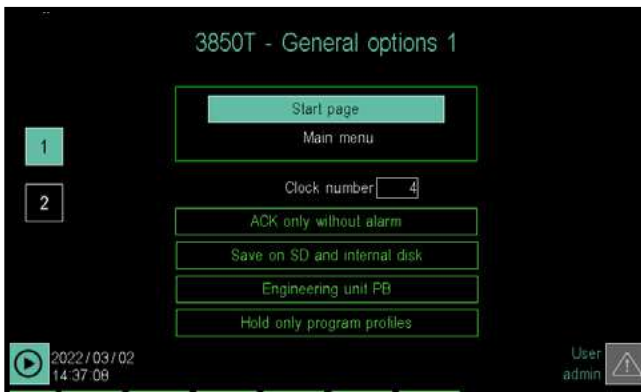 3850T - General options 1
Start page
Main menu
1
Clock number 4
2
ACK only without alarm
Save on SD and internal disk
Engineering unit PB
Hold only program profiles
2022/03/02
14:37:08
User
admin